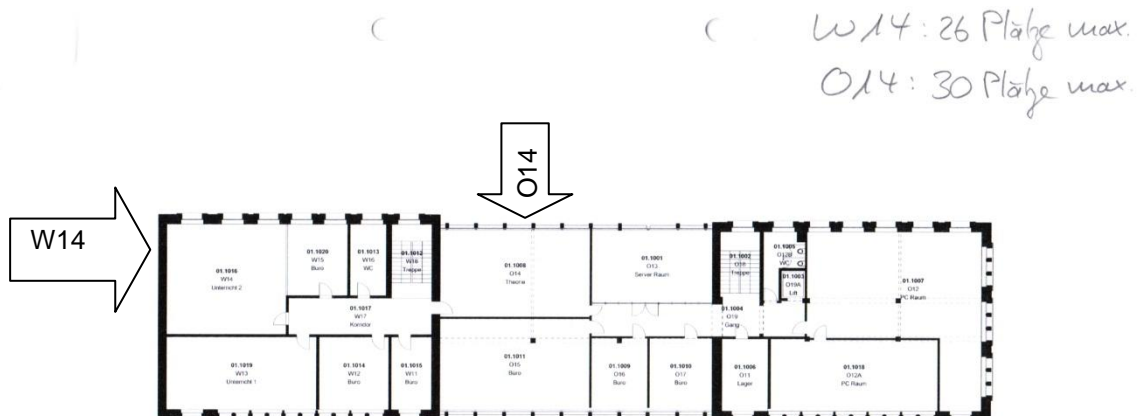 W14: 26 Plätze max.
O14: 30 Plätze max.
O14
W14
01.1016
W14
Unterricht 2
01.1020
W15
Büro
01.1013
W16
WC
01.1012
W18
Treppe
01.1017
W17
Korridor
01.1019
W13
Unterricht 1
01.1014
W12
Büro
01.1015
W11
Büro
01.1008
O14
Theorie
01.1001
O13
Server Raum
01.1011
O15
Büro
01.1009
O16
Büro
01.1010
O17
Büro
01.1002
O18
Treppe
01.1005
O12B
WC
01.1003
O19A
Lift
01.1004
O19
Gang
01.1007
O12
PC Raum
01.1006
O11
Lager
01.1018
O12A
PC Raum